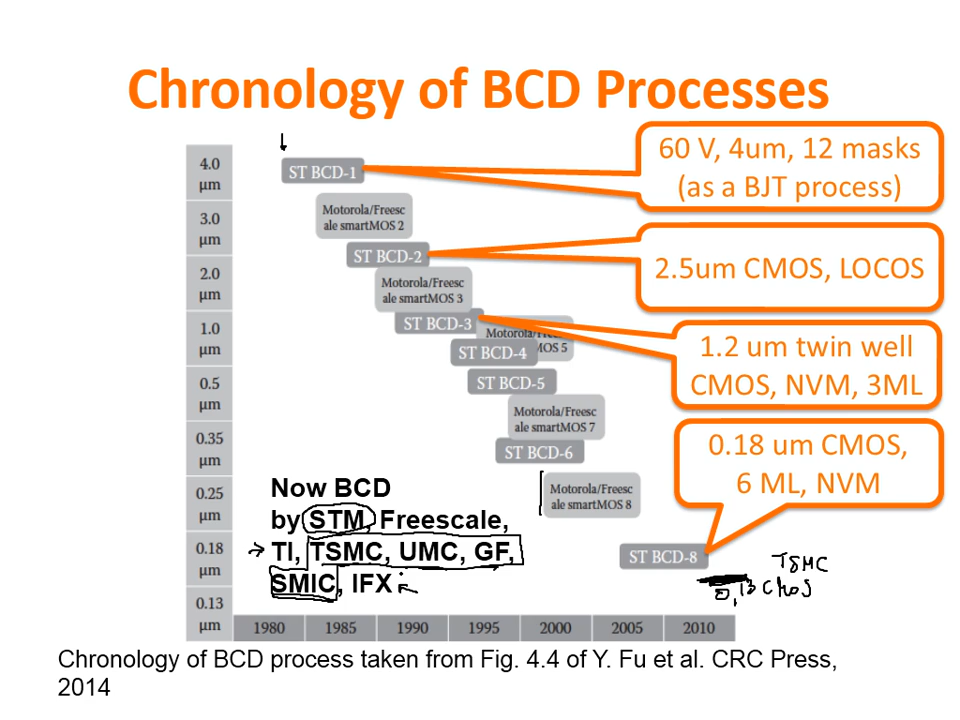 Chronology of BCD Processes
60 V, 4um, 12 masks
(as a BJT process)
2.5um CMOS, LOCOS
1.2 um twin well
CMOS, NVM, 3ML
0.18 um CMOS,
6 ML, NVM
4.0
µm
3.0
µm
2.0
µm
1.0
µm
0.5
µm
0.35
µm
0.25
µm
0.18
µm
0.13
µm
ST BCD-1
Motorola/Freesc
ale smartMOS 2
ST BCD-2
Motorola/Freesc
ale smartMOS 3
ST BCD-3
MOS 5
ST BCD-4
ST BCD-5
Motorola/Freesc
ale smartMOS 7
ST BCD-6
Motorola/Freesc
ale smartMOS 8
ST BCD-8
Now BCD
by STM, Freescale,
TI, TSMC, UMC, GF,
SMIC, IFX
TSMC
0,13 CMOS
1980 1985 1990 1995 2000 2005 2010
Chronology of BCD process taken from Fig. 4.4 of Y. Fu et al. CRC Press,
2014